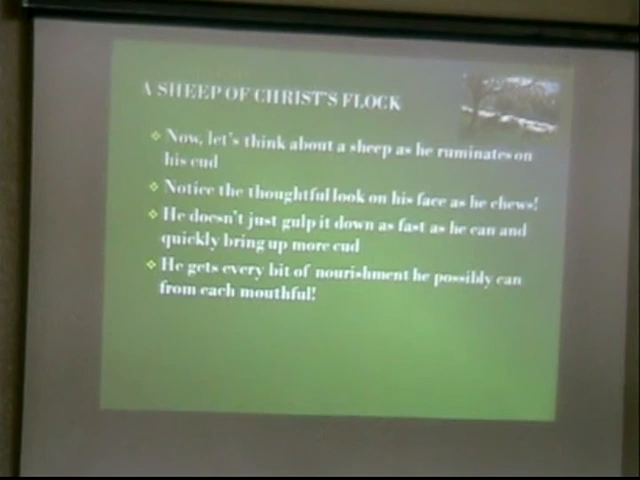 A SHEEP OF CHRIST'S FLOCK
Now, let's think about a sheep as he ruminates on
his cud
Notice the thoughtful look on his face as he chews!
He doesn't just gulp it down as fast as he can and
quickly bring up more cud
He gets every bit of nourishment he possibly can
from each mouthful!